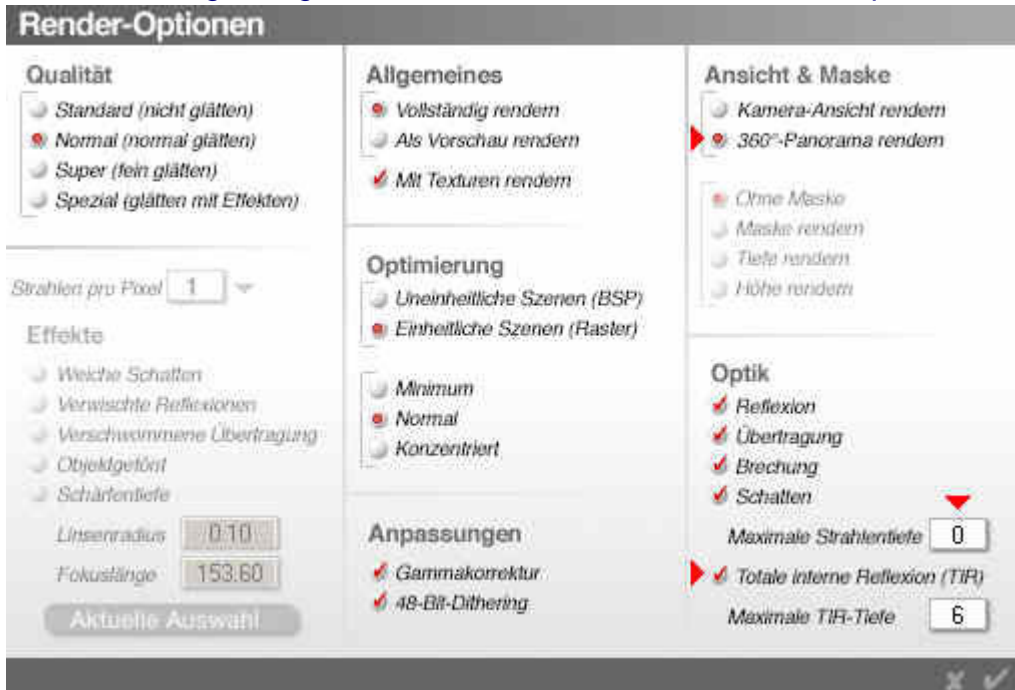 Render-Optionen
Qualität
Standard (nicht glätten)
Normal (normal glätten)
Super (fein glätten)
Spezial (glätten mit Effekten)
Strahlen pro Pixel 1
Effekte
Weiche Schatten
Verwischte Reflexionen
Verschwommene Übertragung
Objektgetönt
Schärfentiefe
Linsenradius 0.10
Fokuslänge 153.60
Aktuelle Auswahl
Allgemeines
Vollständig rendern
Als Vorschau rendern
Mit Texturen rendern
Optimierung
Uneinheitliche Szenen (BSP)
Einheitliche Szenen (Raster)
Minimum
Normal
Konzentriert
Anpassungen
Gammakorrektur
48-Bit-Dithering
Ansicht & Maske
Kamera-Ansicht rendern
360°-Panorama rendern
Ohne Maske
Maske rendern
Tiefe rendern
Höhe rendern
Optik
Reflexion
Übertragung
Brechung
Schatten
Maximale Strahlentiefe 0
Totale interne Reflexion (TIR)
Maximale TIR-Tiefe 6